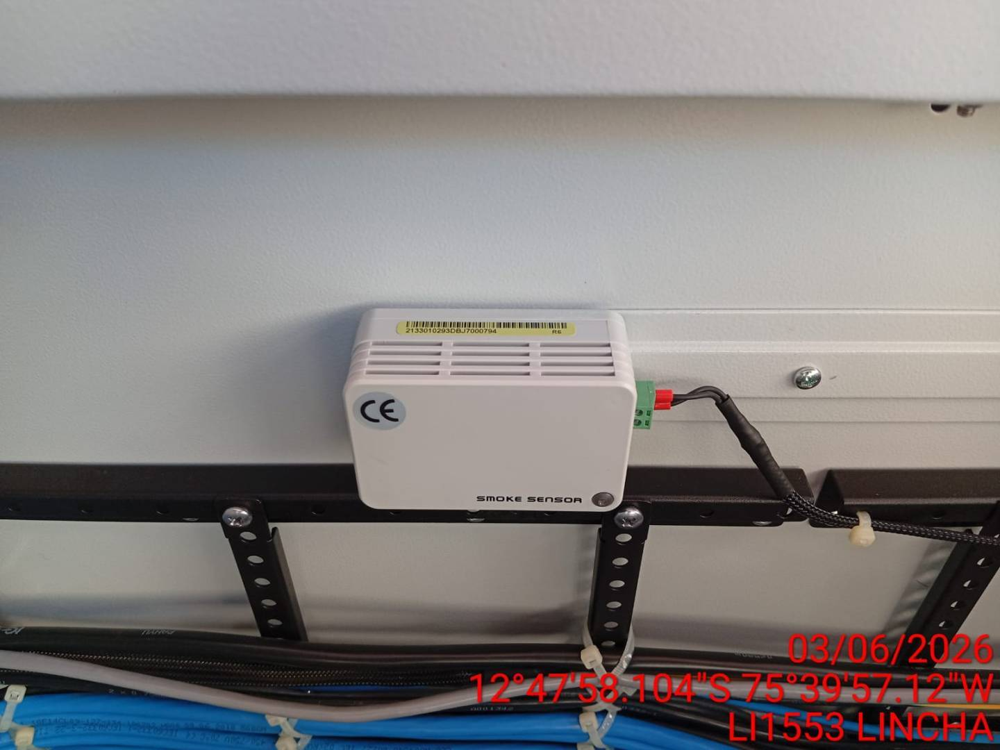 2133010293DBJ7000794 R6
CE
SMOKE SENSOR
03/06/2026
12°47'58.104"S 75°39'57.12"W
LI1553 LINCHA